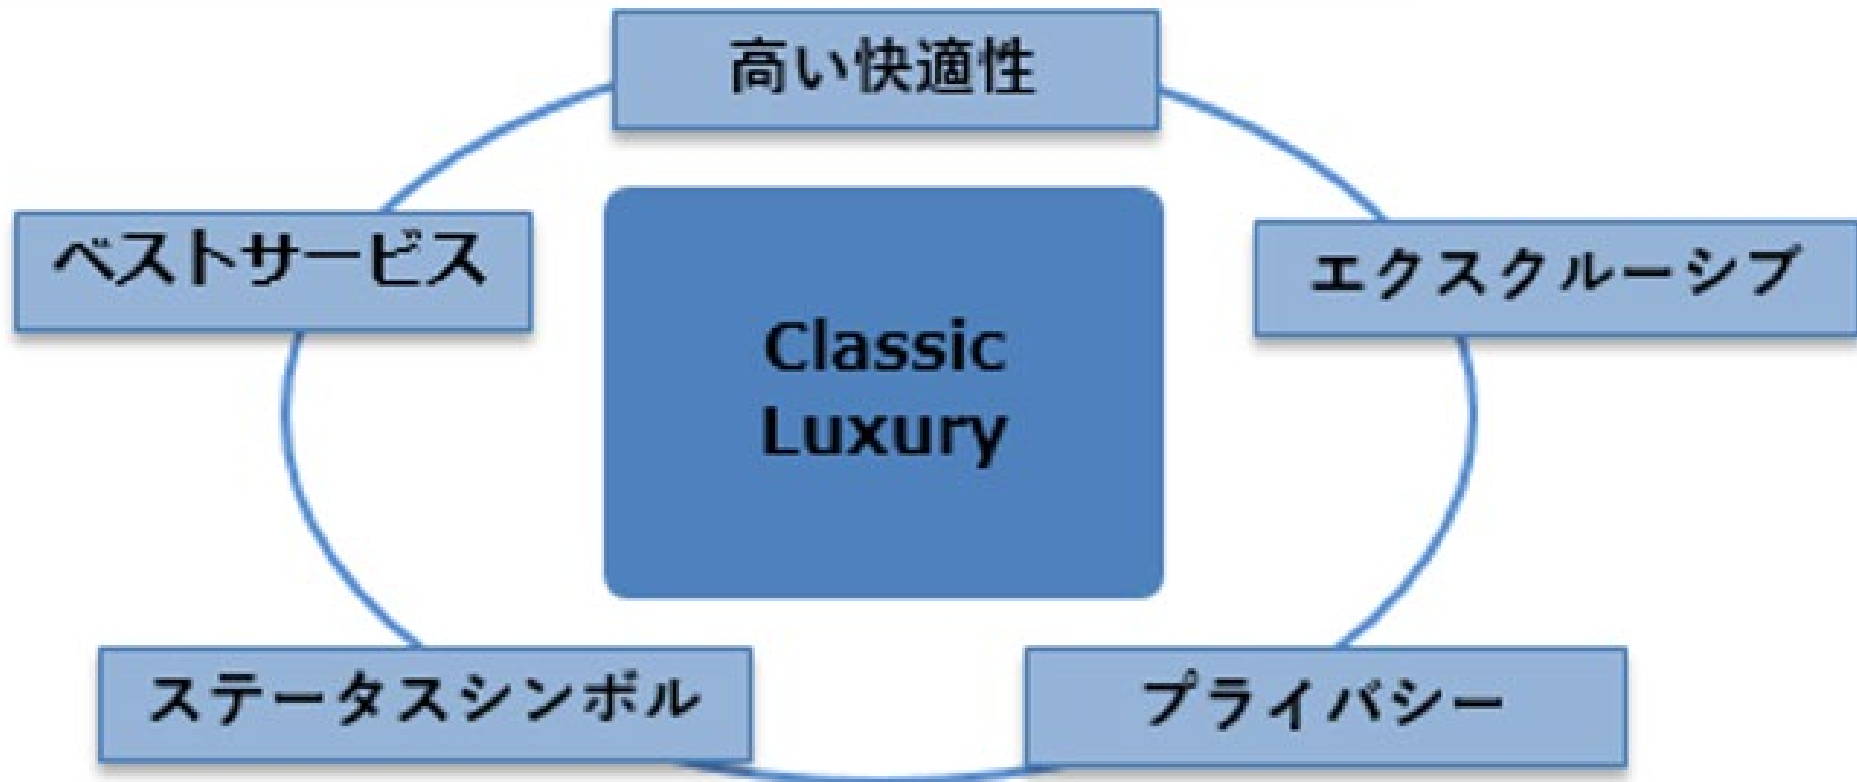 高い快適性
ベストサービス
エクスクルーシブ
Classic
Luxury
ステータスシンボル
プライバシー